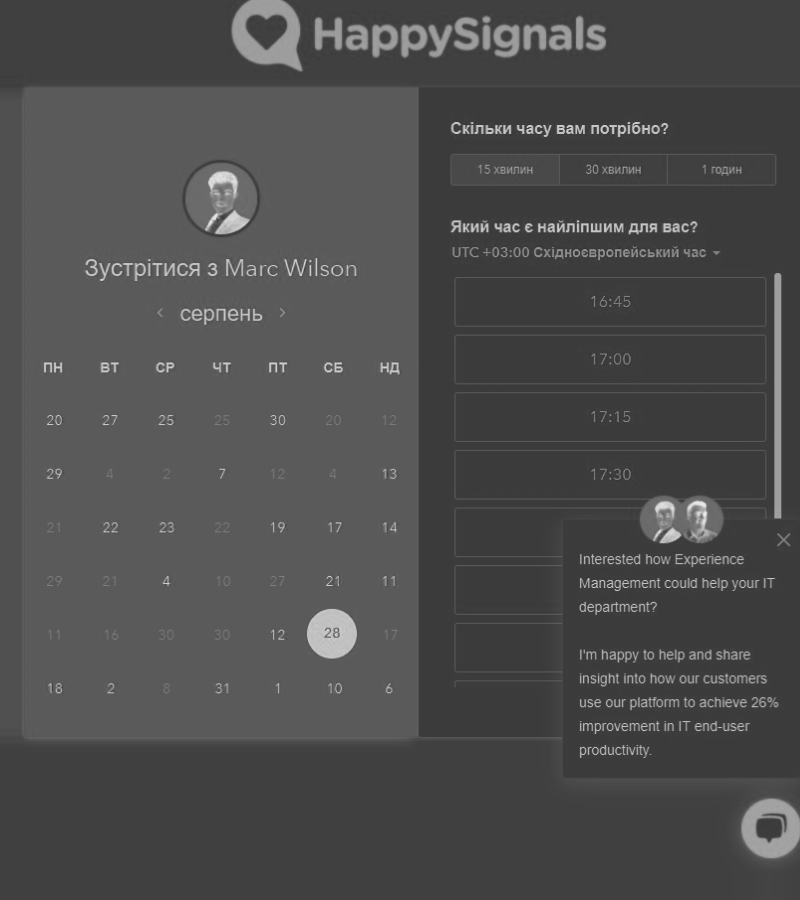 HappySignals
Зустрітися з Marc Wilson
серпень
ПН ВТ СР ЧТ ПТ СБ НД
20 27 25 25 30 20 12
29 4 2 7 12 4 13
21 22 23 22 19 17 14
29 21 4 10 27 21 11
11 16 30 30 12 28 17
18 2 8 31 1 10 6
Скільки часу вам потрібно?
15 хвилин 30 хвилин 1 годин
Який час є найліпшим для вас?
UTC +03:00 Східноєвропейський час
16:45
17:00
17:15
17:30
Interested how Experience
Management could help your IT
department?
I'm happy to help and share
insight into how our customers
use our platform to achieve 26%
improvement in IT end-user
productivity.